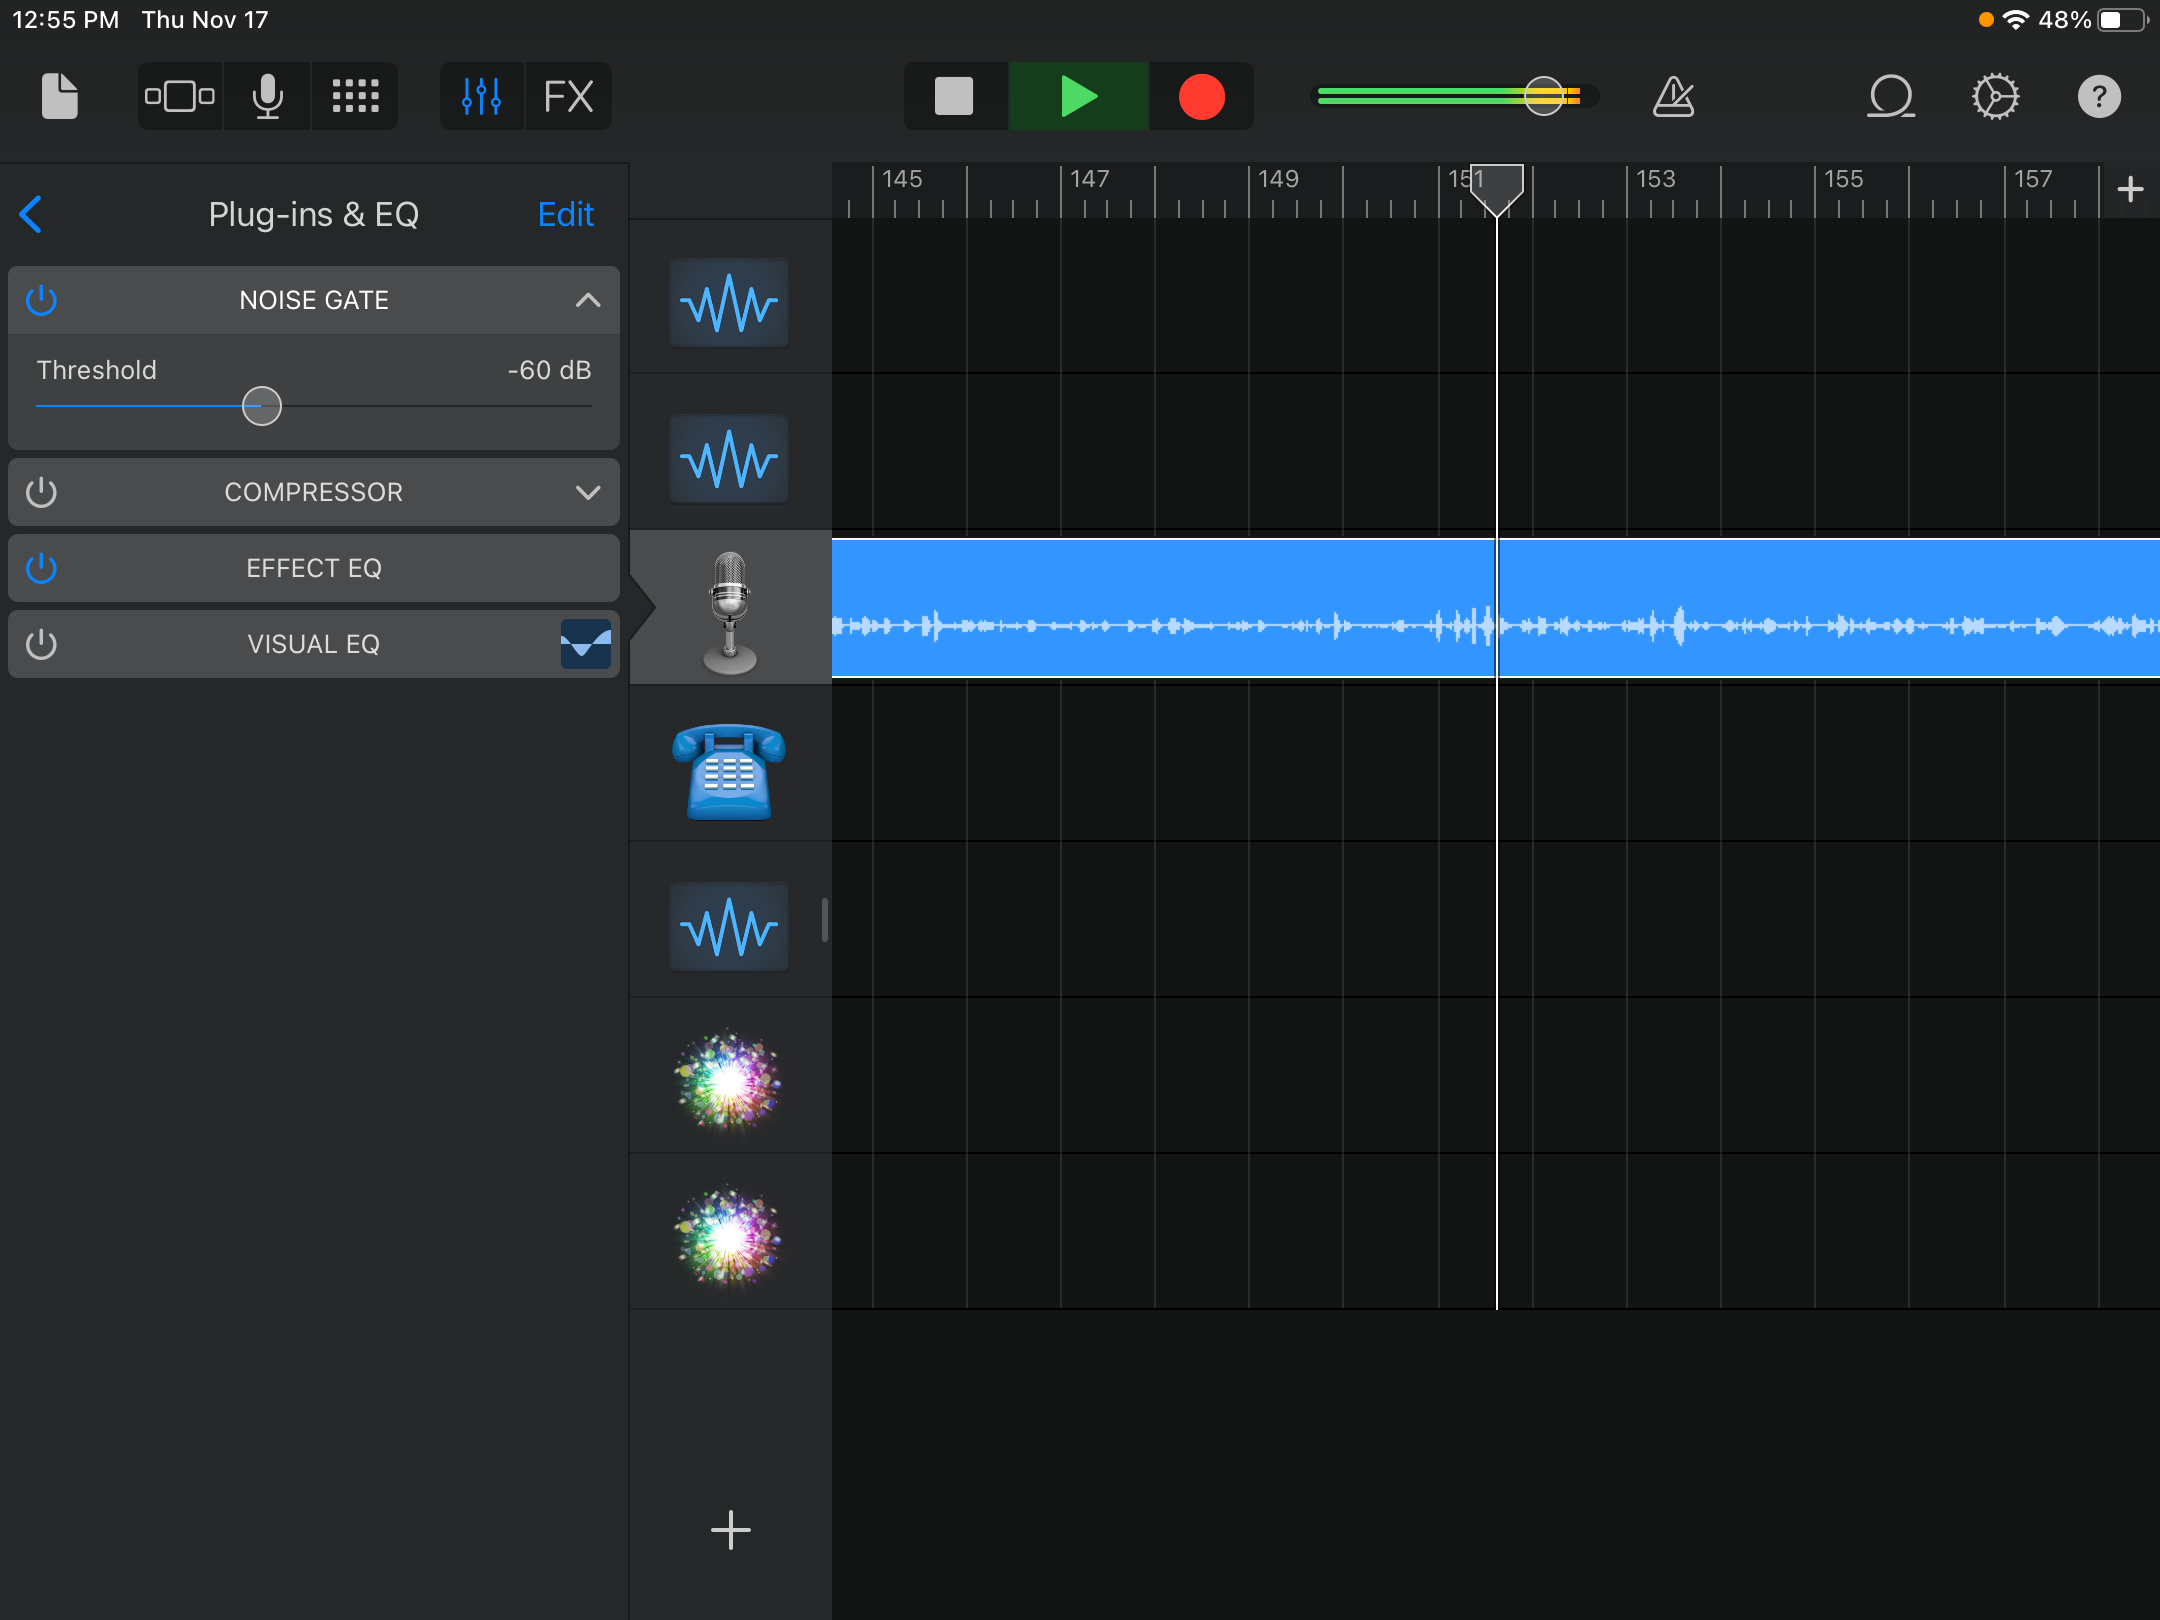 12:55 PM Thu Nov 17
48%
FX
?
Plug-ins & EQ
Edit
145 147 149 151 153 155 157
NOISE GATE
Threshold
-60 dB
COMPRESSOR
EFFECT EQ
VISUAL EQ